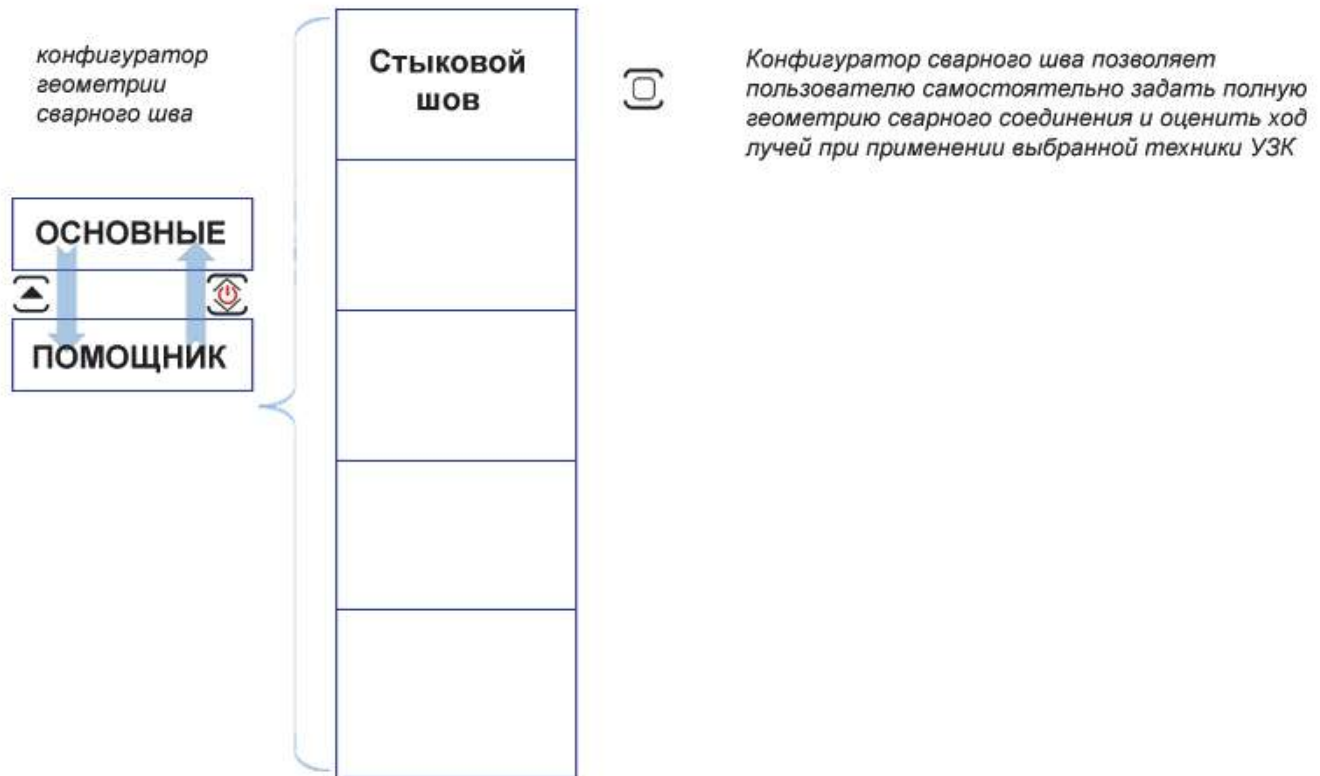 конфигуратор
геометрии
сварного шва
ОСНОВНЫЕ
ПОМОЩНИК
Стыковой
шов
Конфигуратор сварного шва позволяет
пользователю самостоятельно задать полную
геометрию сварного соединения и оценить ход
лучей при применении выбранной техники УЗК